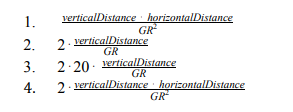 1. verticalDistance · horizontalDistance / GR²
2. 2 · verticalDistance / GR
3. 2 · 20 · verticalDistance / GR
4. 2 · verticalDistance · horizontalDistance / GR²